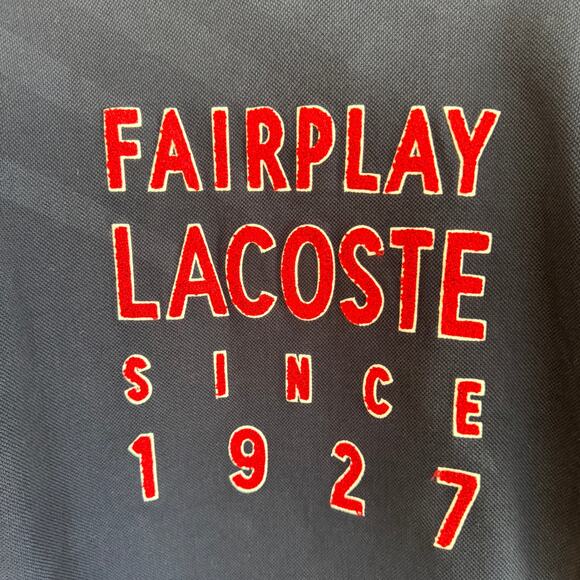 FAIRPLAY
LACOSTE
SINCE
1927